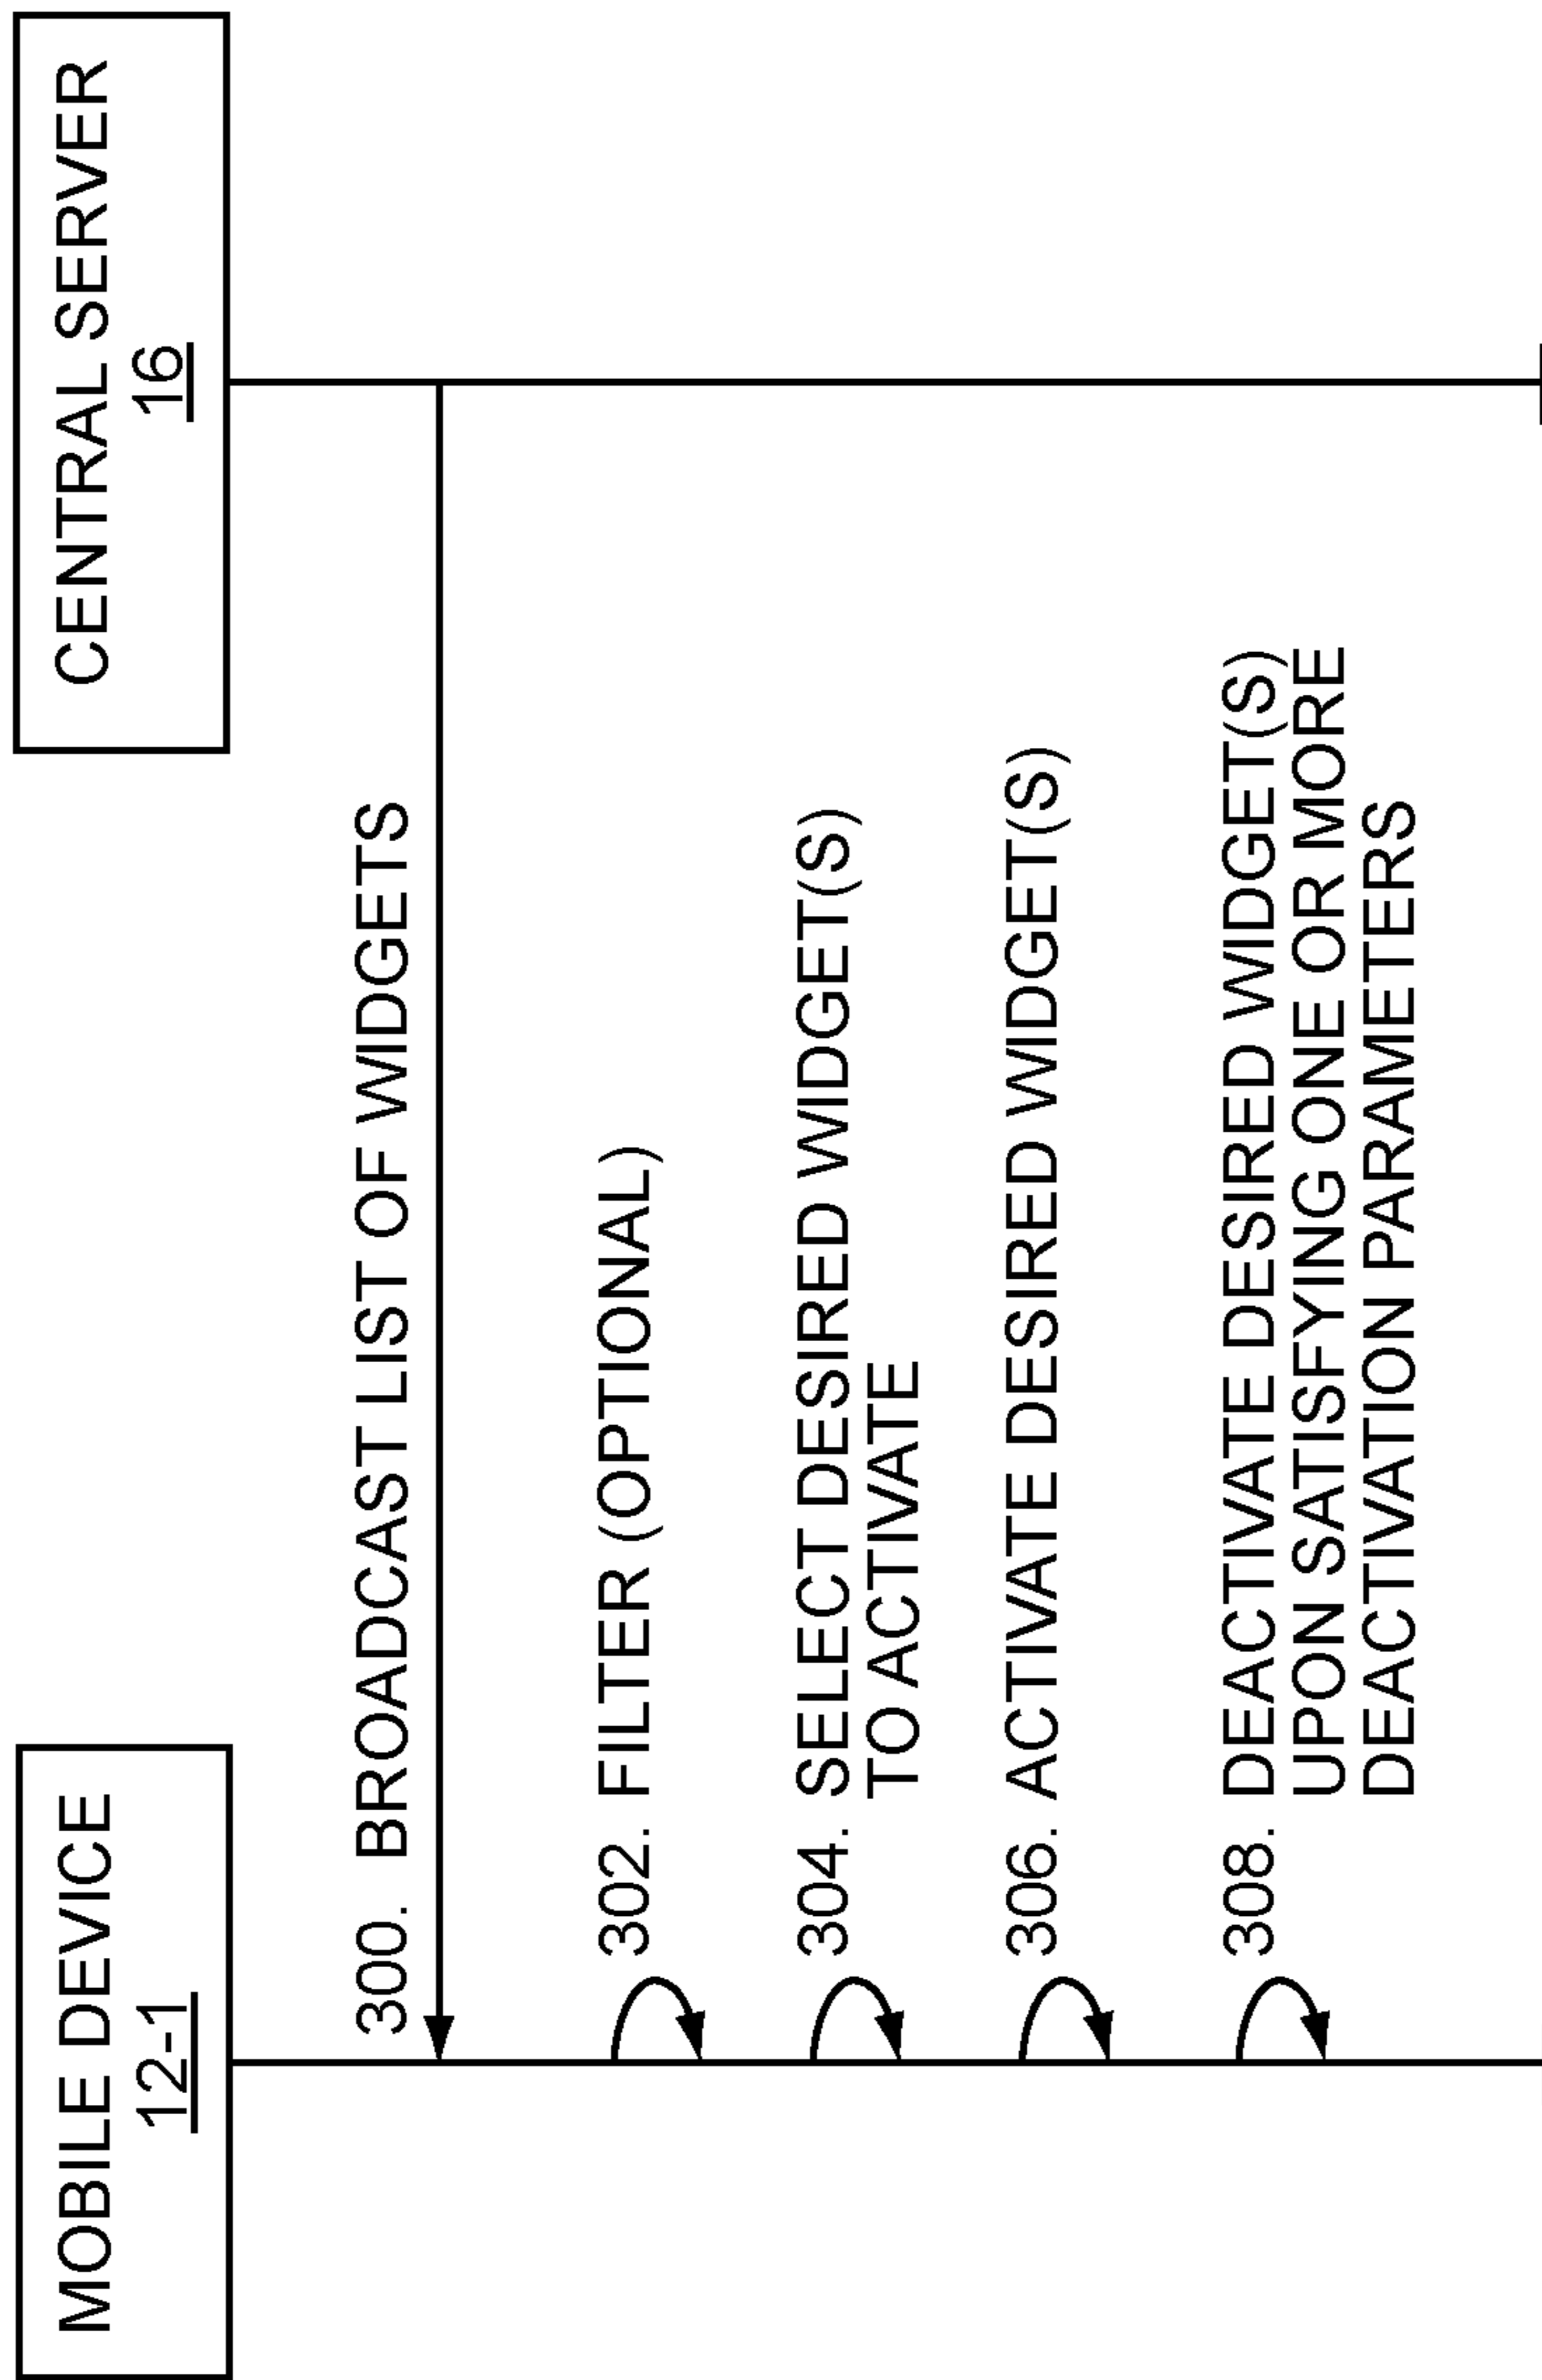 MOBILE DEVICE
12-1
CENTRAL SERVER
16
300. BROADCAST LIST OF WIDGETS
302. FILTER (OPTIONAL)
304. SELECT DESIRED WIDGET(S)
TO ACTIVATE
306. ACTIVATE DESIRED WIDGET(S)
308. DEACTIVATE DESIRED WIDGET(S)
UPON SATISFYING ONE OR MORE
DEACTIVATION PARAMETERS